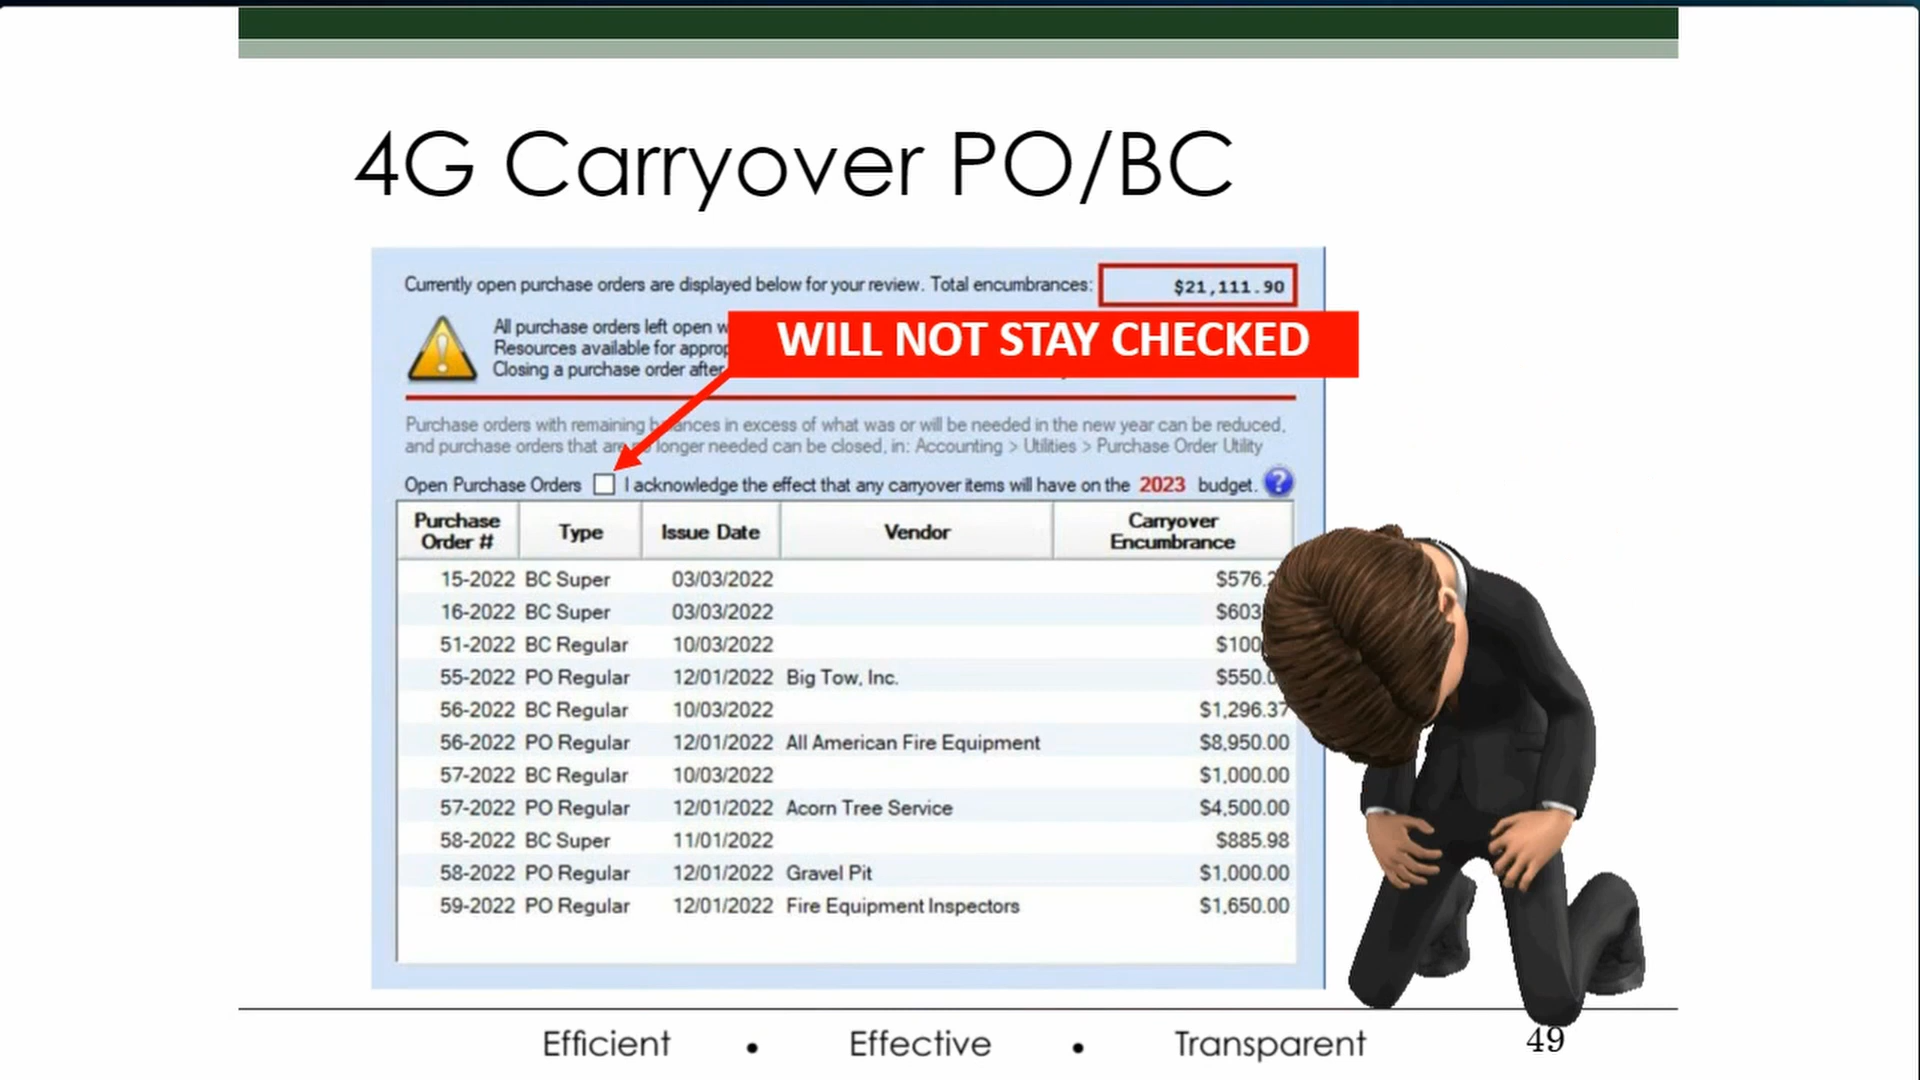 4G Carryover PO/BC
Currently open purchase orders are displayed below for your review. Total encumbrances: $21,111.90
All purchase orders left open
WILL NOT STAY CHECKED
Resources available for
Closing a purchase order after
Purchase orders with remaining in excess of what was or will be needed in the new year can be reduced,
and purchase orders that longer needed can be closed, in: Accounting > Utilities > Purchase Order Utility
Open Purchase Orders I acknowledge the effect that any carryover items will have on the 2023 budget. ?
Purchase Order # Type Issue Date Vendor Carryover Encumbrance
15-2022 BC Super 03/03/2022 $576.
16-2022 BC Super 03/03/2022 $603
51-2022 BC Regular 10/03/2022 $100
55-2022 PO Regular 12/01/2022 Big Tow, Inc. $550.
56-2022 BC Regular 10/03/2022 $1,296.37
56-2022 PO Regular 12/01/2022 All American Fire Equipment $8,950.00
57-2022 BC Regular 10/03/2022 $1,000.00
57-2022 PO Regular 12/01/2022 Acorn Tree Service $4,500.00
58-2022 BC Super 11/01/2022 $885.98
58-2022 PO Regular 12/01/2022 Gravel Pit $1,000.00
59-2022 PO Regular 12/01/2022 Fire Equipment Inspectors $1,650.00
Efficient • Effective • Transparent 49